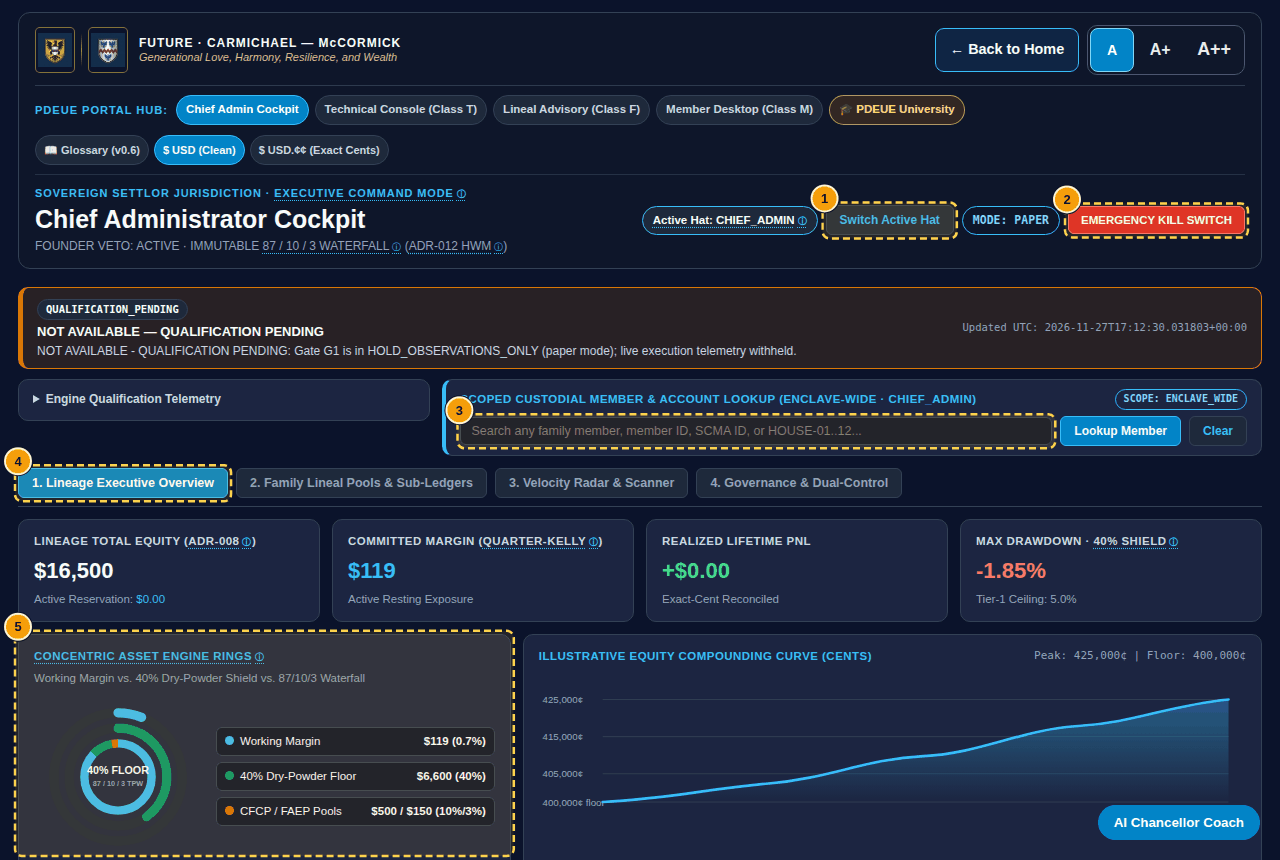 FUTURE · CARMICHAEL — McCORMICK
Generational Love, Harmony, Resilience, and Wealth
← Back to Home
A
A+
A++
PDEUE PORTAL HUB:
Chief Admin Cockpit
Technical Console (Class T)
Lineal Advisory (Class F)
Member Desktop (Class M)
🎓 PDEUE University
📖 Glossary (v0.6)
$ USD (Clean)
$ USD.¢¢ (Exact Cents)
SOVEREIGN SETTLOR JURISDICTION · EXECUTIVE COMMAND MODE ⓘ
Chief Administrator Cockpit
FOUNDER VETO: ACTIVE · IMMUTABLE 87 / 10 / 3 WATERFALL ⓘ (ADR-012 HWM ⓘ)
Active Hat: CHIEF_ADMIN ⓘ
1
Switch Active Hat
MODE: PAPER
2
EMERGENCY KILL SWITCH
QUALIFICATION_PENDING
NOT AVAILABLE — QUALIFICATION PENDING
NOT AVAILABLE - QUALIFICATION PENDING: Gate G1 is in HOLD_OBSERVATIONS_ONLY (paper mode); live execution telemetry withheld.
Updated UTC: 2026-11-27T17:12:30.031803+00:00
▶ Engine Qualification Telemetry
3
SCOPED CUSTODIAL MEMBER & ACCOUNT LOOKUP (ENCLAVE-WIDE · CHIEF_ADMIN)
SCOPE: ENCLAVE_WIDE
Search any family member, member ID, SCMA ID, or HOUSE-01..12...
Lookup Member
Clear
4
1. Lineage Executive Overview
2. Family Lineal Pools & Sub-Ledgers
3. Velocity Radar & Scanner
4. Governance & Dual-Control
LINEAGE TOTAL EQUITY (ADR-008 ⓘ)
$16,500
Active Reservation: $0.00
COMMITTED MARGIN (QUARTER-KELLY ⓘ)
$119
Active Resting Exposure
REALIZED LIFETIME PNL
+$0.00
Exact-Cent Reconciled
MAX DRAWDOWN · 40% SHIELD ⓘ
-1.85%
Tier-1 Ceiling: 5.0%
5
CONCENTRIC ASSET ENGINE RINGS ⓘ
Working Margin vs. 40% Dry-Powder Shield vs. 87/10/3 Waterfall
40% FLOOR
87 / 10 / 3 TPW
Working Margin $119 (0.7%)
40% Dry-Powder Floor $6,600 (40%)
CFCP / FAEP Pools $500 / $150 (10%/3%)
ILLUSTRATIVE EQUITY COMPOUNDING CURVE (CENTS)
Peak: 425,000¢ | Floor: 400,000¢
425,000¢
415,000¢
405,000¢
400,000¢ floor
AI Chancellor Coach